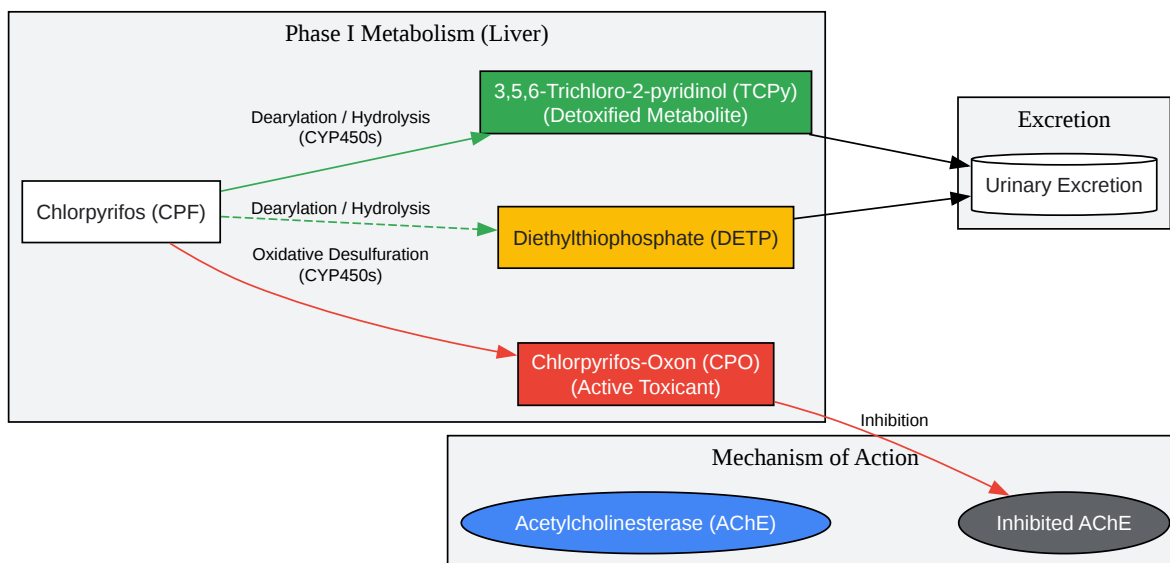 Phase I Metabolism (Liver)
3,5,6-Trichloro-2-pyridinol (TCPy)
(Detoxified Metabolite)
Dearylation / Hydrolysis
(CYP450s)
Excretion
Urinary Excretion
Chlorpyrifos (CPF)
Dearylation / Hydrolysis
Diethylthiophosphate (DETP)
Oxidative Desulfuration
(CYP450s)
Chlorpyrifos-Oxon (CPO)
(Active Toxicant)
Inhibition
Mechanism of Action
Acetylcholinesterase (AChE)
Inhibited AChE